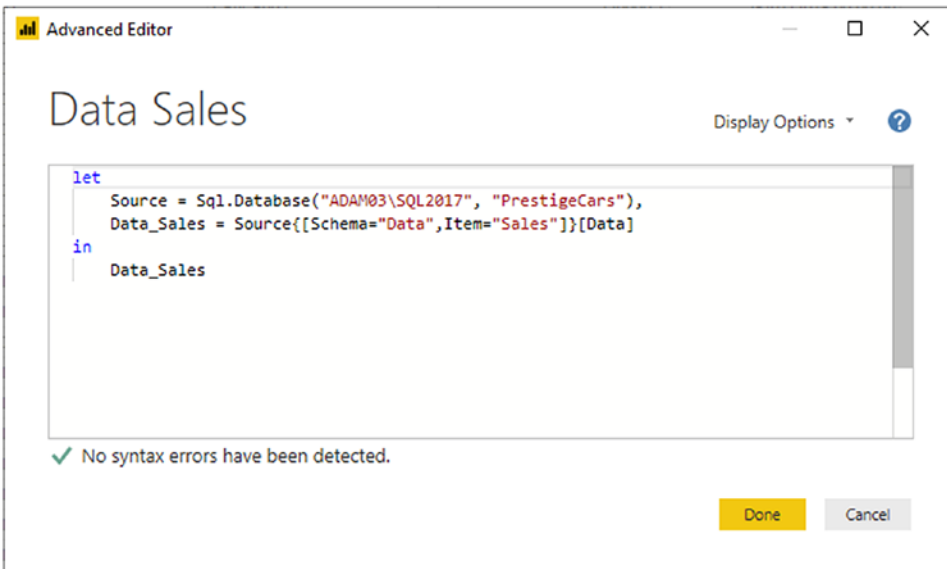 Advanced Editor
Data Sales
Display Options
?
let
Source = Sql.Database("ADAM03\SQL2017", "PrestigeCars"),
Data_Sales = Source{[Schema="Data",Item="Sales"]}[Data]
in
Data_Sales
No syntax errors have been detected.
Done
Cancel